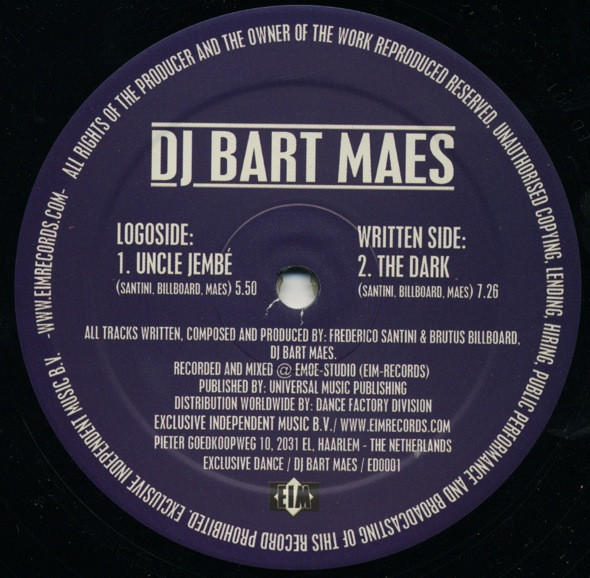 DJ BART MAES
LOGOSIDE:
1. UNCLE JEMBÉ
(SANTINI, BILLBOARD, MAES) 5.50
WRITTEN SIDE:
2. THE DARK
(SANTINI, BILLBOARD, MAES) 7.26
ALL TRACKS WRITTEN, COMPOSED AND PRODUCED BY: FREDERICO SANTINI & BRUTUS BILLBOARD,
DJ BART MAES.
RECORDED AND MIXED @ EMOE-STUDIO (EIM-RECORDS)
PUBLISHED BY: UNIVERSAL MUSIC PUBLISHING
DISTRIBUTION WORLDWIDE BY: DANCE FACTORY DIVISION
EXCLUSIVE INDEPENDENT MUSIC B.V./ WWW.EIMRECORDS.COM
PIETER GOEDKOOPWEG 10, 2031 EL, HAARLEM - THE NETHERLANDS
EXCLUSIVE DANCE / DJ BART MAES / ED0001
EIM
ALL RIGHTS OF THE PRODUCER AND THE OWNER OF THE WORK REPRODUCED RESERVED, UNAUTHORISED COPYING, LENDING, HIRING, PUBLIC PERFORMANCE AND BROADCASTING OF THIS RECORD PROHIBITED. EXCLUSIVE INDEPENDENT MUSIC B.V. -WWW.EIMRECORDS.COM-